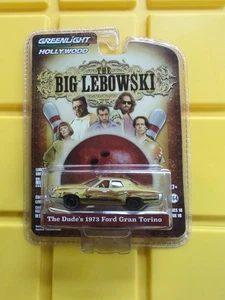 GREENLIGHT
HOLLYWOOD
THE
BIG LEBOWSKI
The Dude's 1973 Ford Gran Torino